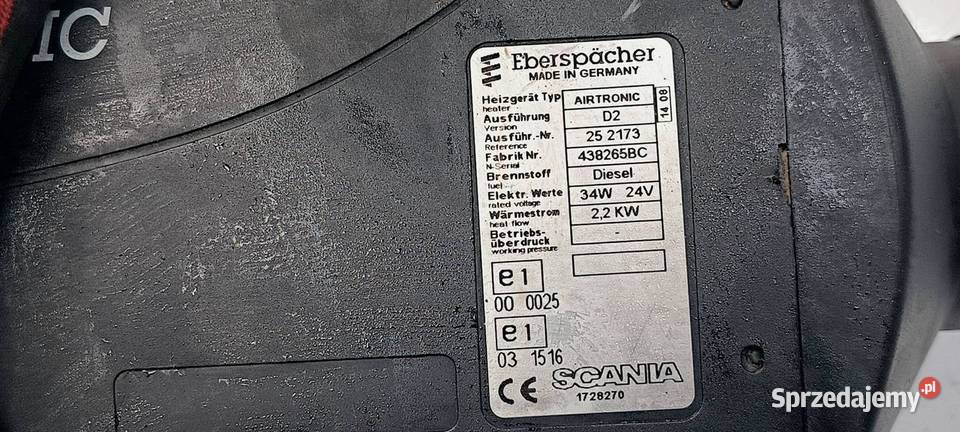 IC
Eberspächer
MADE IN GERMANY
Heizgerät Typ AIRTRONIC
heater
14 08
Ausführung D2
Version
Ausführ.-Nr. 25 2173
Reference
Fabrik Nr. 438265BC
N-Serial
Brennstoff Diesel
fuel
Elektr. Werte 34W 24V
rated voltage
Wärmestrom 2,2 KW
heat flow
Betriebs- -
überdruck
working pressure
e1
00 0025
e1
03 1516
CE SCANIA
1728270
Sprzedajemy.pl